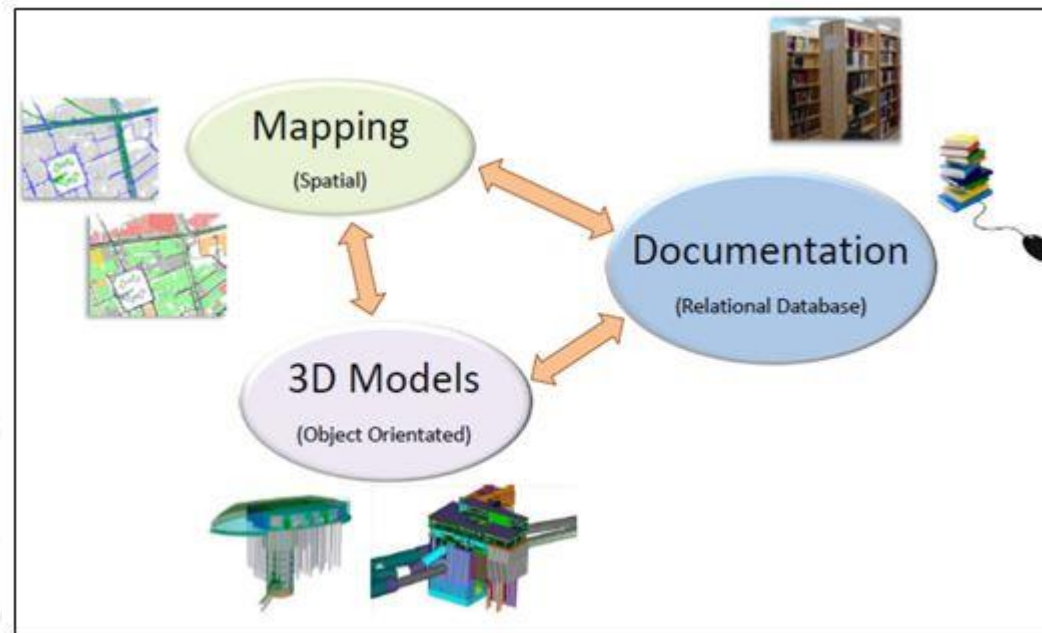 Mapping
(Spatial)
Documentation
(Relational Database)
3D Models
(Object Orientated)